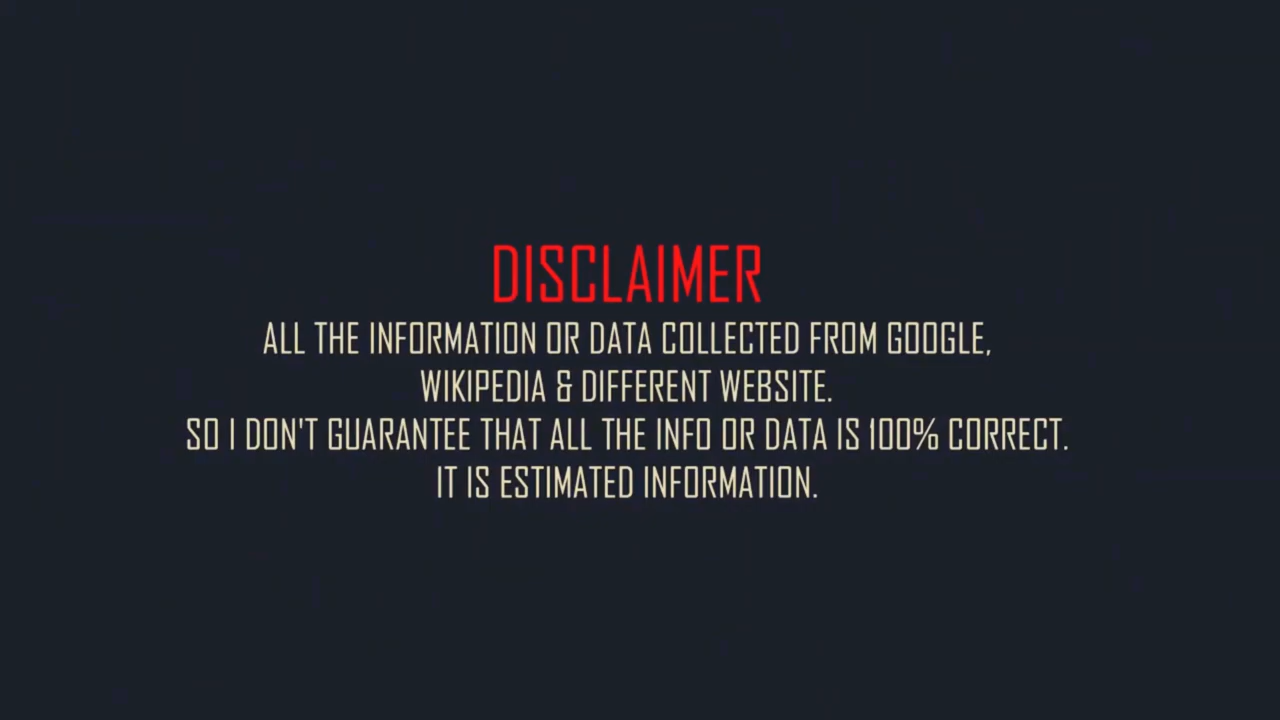 DISCLAIMER
ALL THE INFORMATION OR DATA COLLECTED FROM GOOGLE,
WIKIPEDIA & DIFFERENT WEBSITE.
SO I DON'T GUARANTEE THAT ALL THE INFO OR DATA IS 100% CORRECT.
IT IS ESTIMATED INFORMATION.